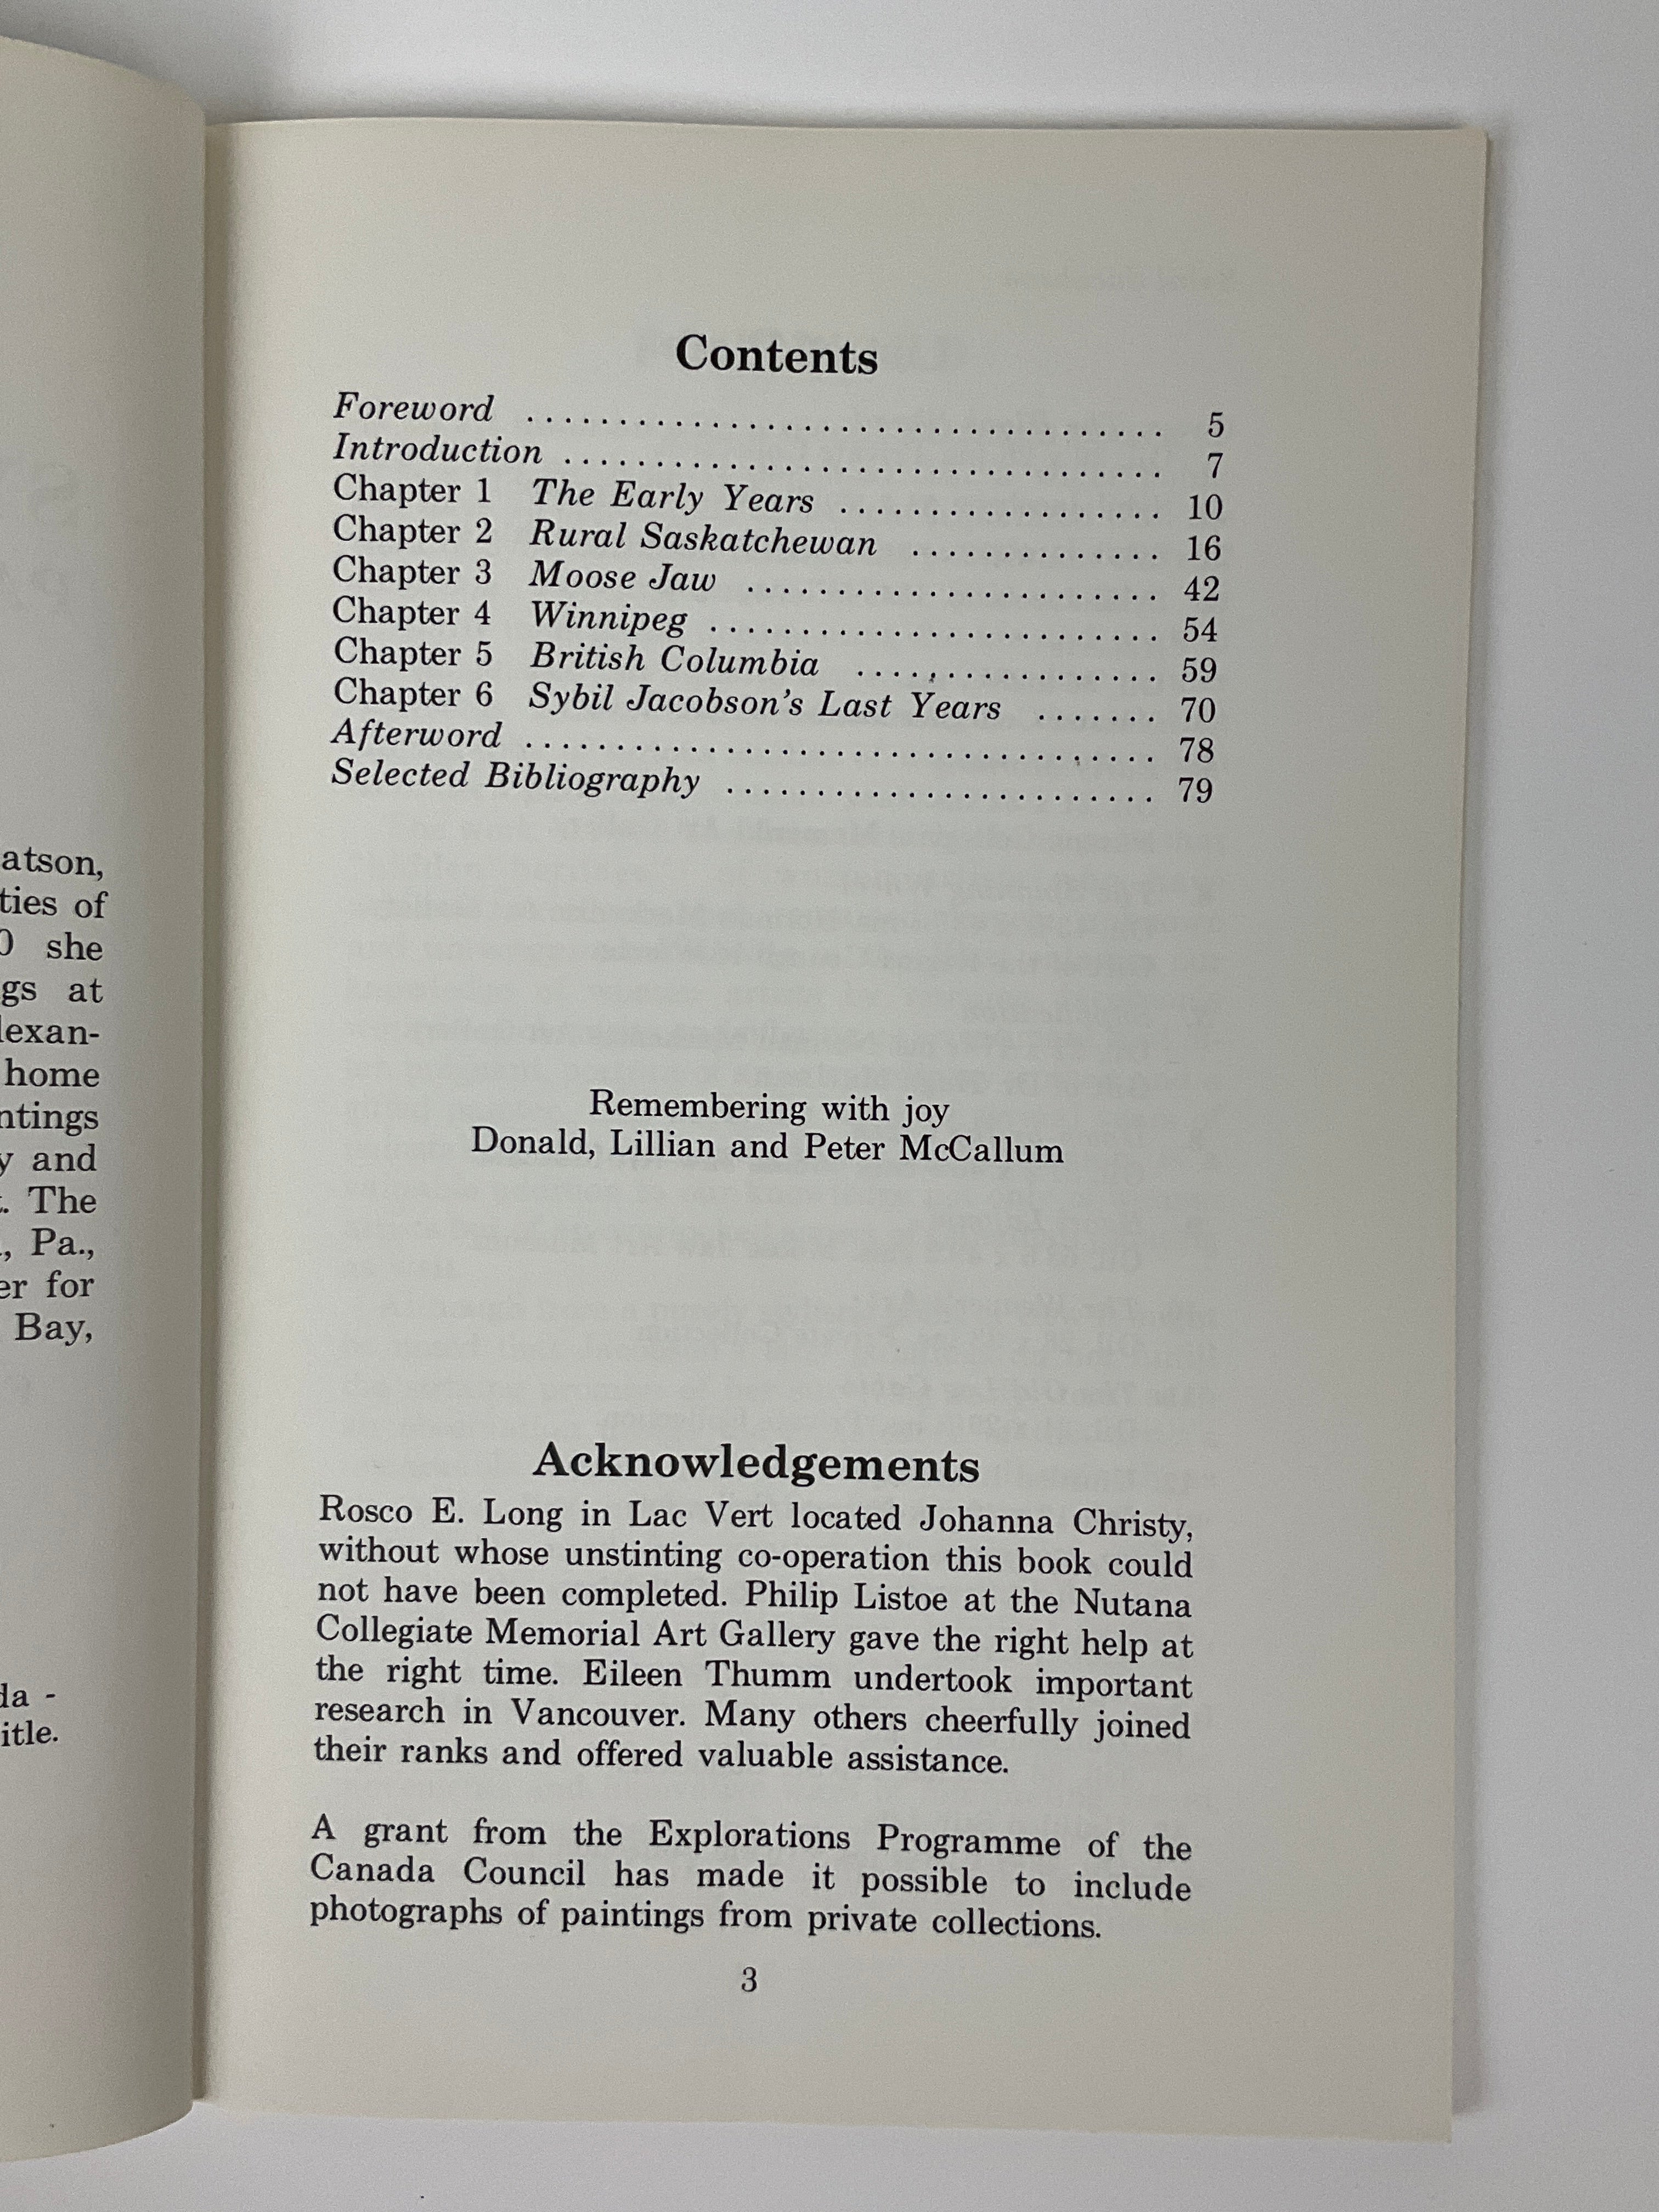 atson,
ties of
0 she
gs at
lexan-
home
ntings
y and
. The
, Pa.,
er for
Bay,
da -
itle.
Contents
Foreword .................................... 5
Introduction ................................. 7
Chapter 1 The Early Years .................. 10
Chapter 2 Rural Saskatchewan .............. 16
Chapter 3 Moose Jaw ....................... 42
Chapter 4 Winnipeg ......................... 54
Chapter 5 British Columbia ................. 59
Chapter 6 Sybil Jacobson's Last Years ....... 70
Afterword ................................... 78
Selected Bibliography ........................ 79
Remembering with joy
Donald, Lillian and Peter McCallum
Acknowledgements
Rosco E. Long in Lac Vert located Johanna Christy,
without whose unstinting co-operation this book could
not have been completed. Philip Listoe at the Nutana
Collegiate Memorial Art Gallery gave the right help at
the right time. Eileen Thumm undertook important
research in Vancouver. Many others cheerfully joined
their ranks and offered valuable assistance.
A grant from the Explorations Programme of the
Canada Council has made it possible to include
photographs of paintings from private collections.
3